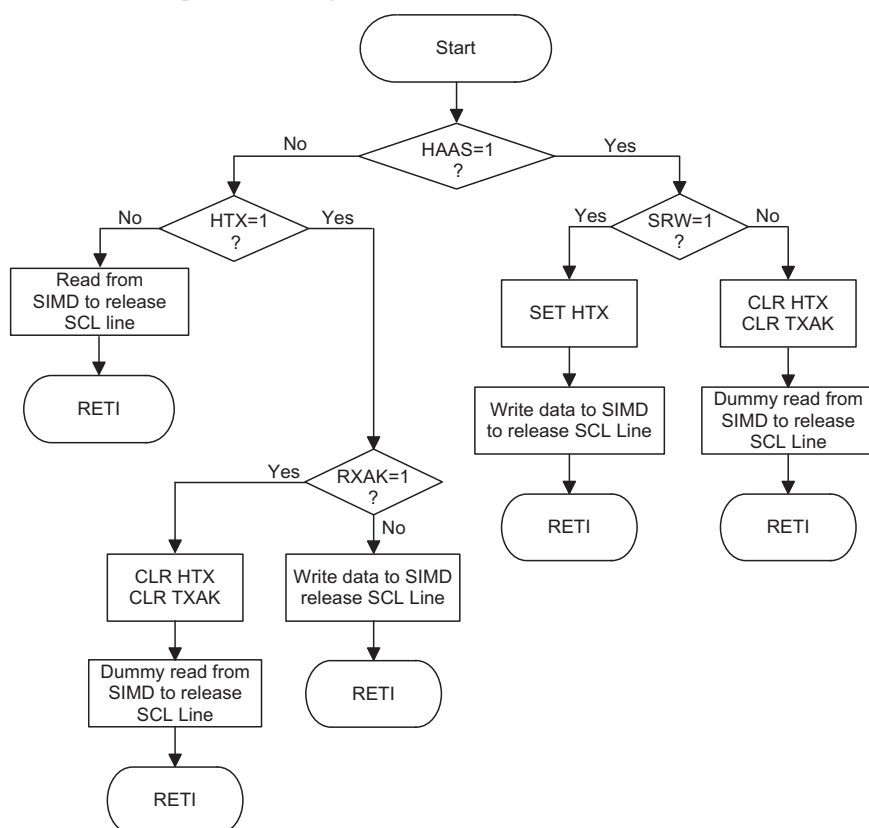 Start
HAAS=1
?
No
Yes
HTX=1
?
No
Yes
SRW=1
?
Yes
No
Read from
SIMD to release
SCL line
RETI
SET HTX
Write data to SIMD
to release SCL Line
RETI
CLR HTX
CLR TXAK
Dummy read from
SIMD to release
SCL Line
RETI
RXAK=1
?
Yes
No
CLR HTX
CLR TXAK
Dummy read from
SIMD to release
SCL Line
RETI
Write data to SIMD
release SCL Line
RETI